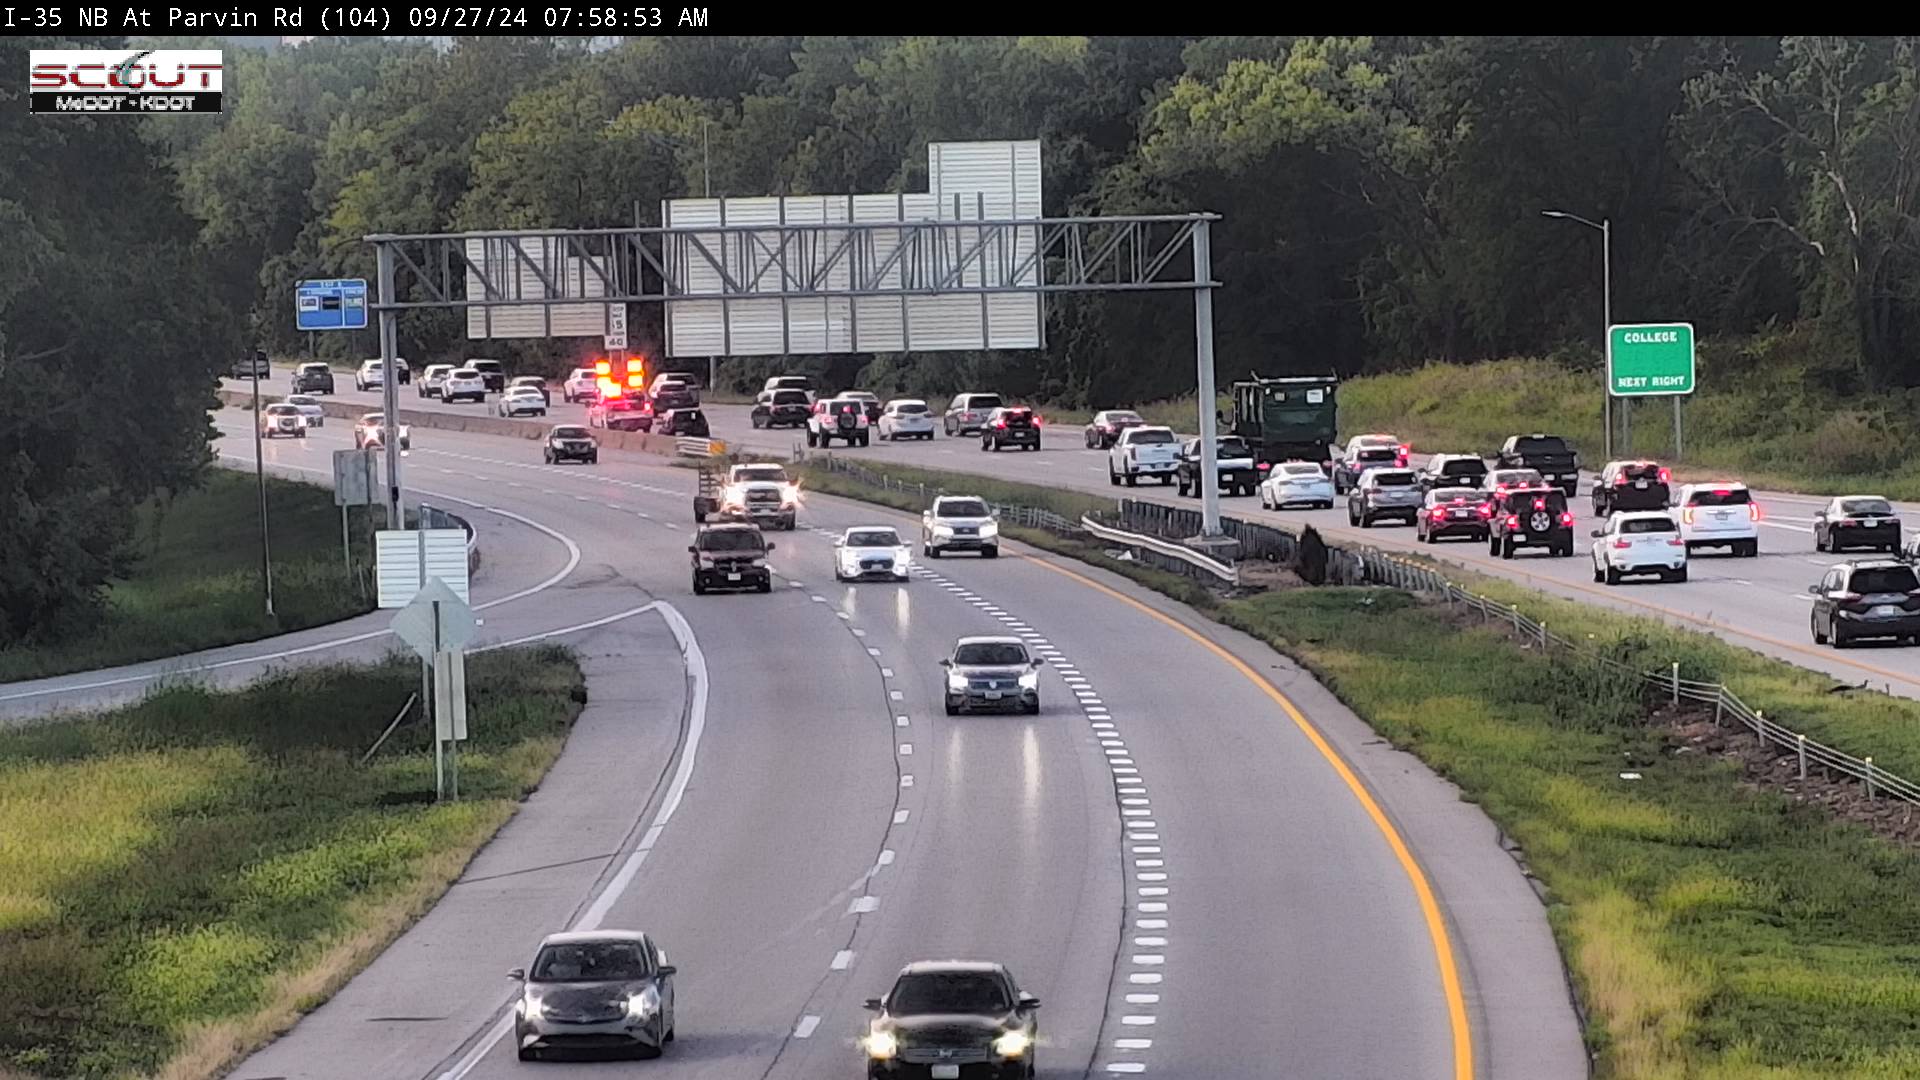 I-35 NB At Parvin Rd (104) 09/27/24 07:58:53 AM
SCOUT
MoDOT - KDOT
COLLEGE
NEXT RIGHT